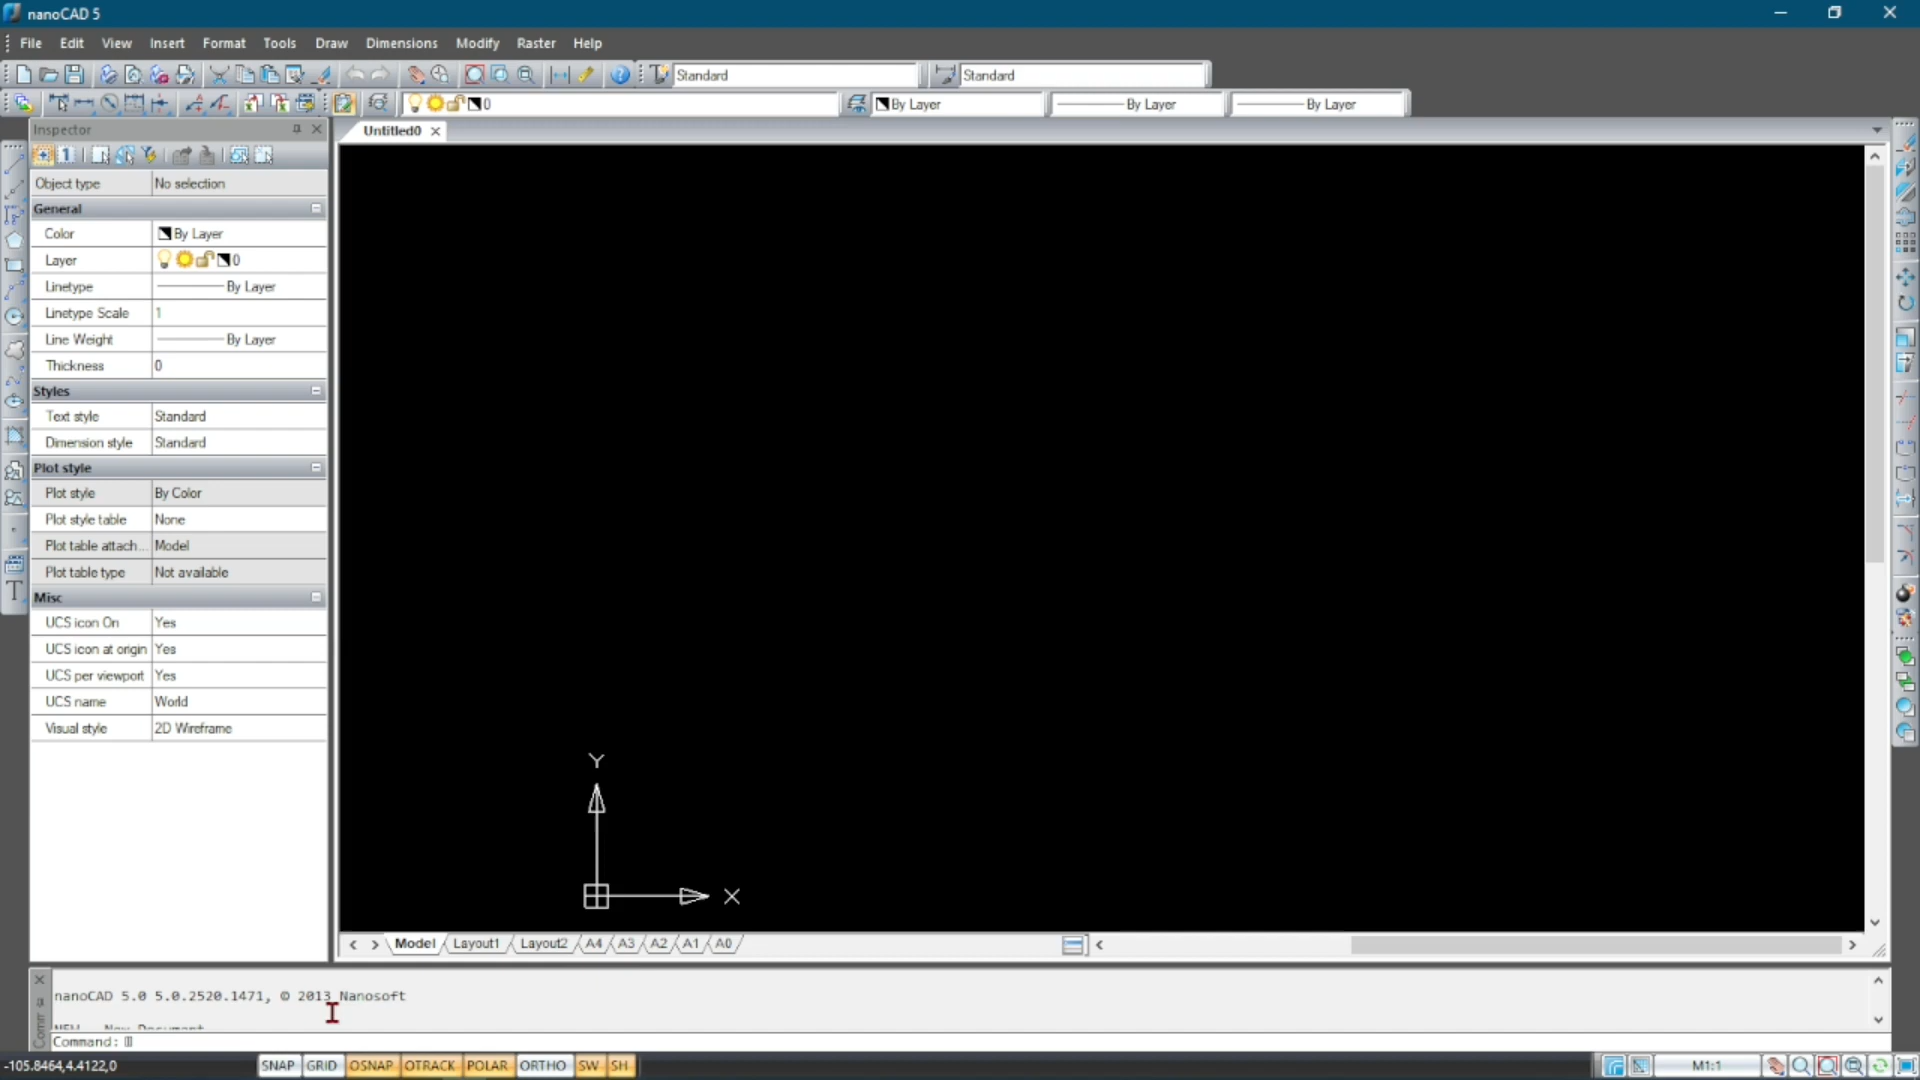 nanoCAD 5
File Edit View Insert Format Tools Draw Dimensions Modify Raster Help
Standard Standard
0 By Layer By Layer By Layer
Inspector
Untitled0
Object type No selection
General
Color By Layer
Layer 0
Linetype By Layer
Linetype Scale 1
Line Weight By Layer
Thickness 0
Styles
Text style Standard
Dimension style Standard
Plot style
Plot style By Color
Plot style table None
Plot table attach... Model
Plot table type Not available
Misc
UCS icon On Yes
UCS icon at origin Yes
UCS per viewport Yes
UCS name World
Visual style 2D Wireframe
Y
X
Model Layout1 Layout2 A4 A3 A2 A1 A0
nanoCAD 5.0 5.0.2520.1471, © 2013 Nanosoft
NEW - New Document
Command:
-105.8464,4.4122,0 SNAP GRID OSNAP OTRACK POLAR ORTHO SW SH M1:1